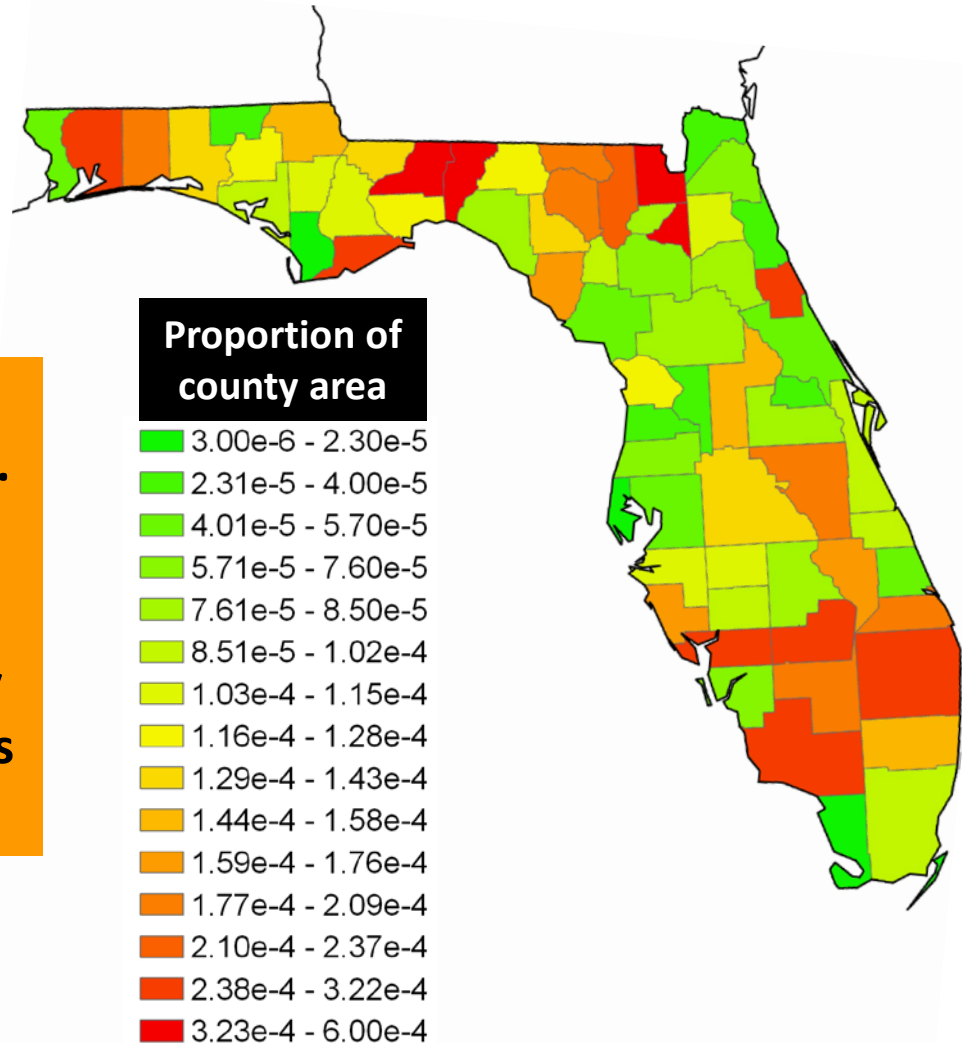 Proportion of
county area
3.00e-6 - 2.30e-5
2.31e-5 - 4.00e-5
4.01e-5 - 5.70e-5
5.71e-5 - 7.60e-5
7.61e-5 - 8.50e-5
8.51e-5 - 1.02e-4
1.03e-4 - 1.15e-4
1.16e-4 - 1.28e-4
1.29e-4 - 1.43e-4
1.44e-4 - 1.58e-4
1.59e-4 - 1.76e-4
1.77e-4 - 2.09e-4
2.10e-4 - 2.37e-4
2.38e-4 - 3.22e-4
3.23e-4 - 6.00e-4